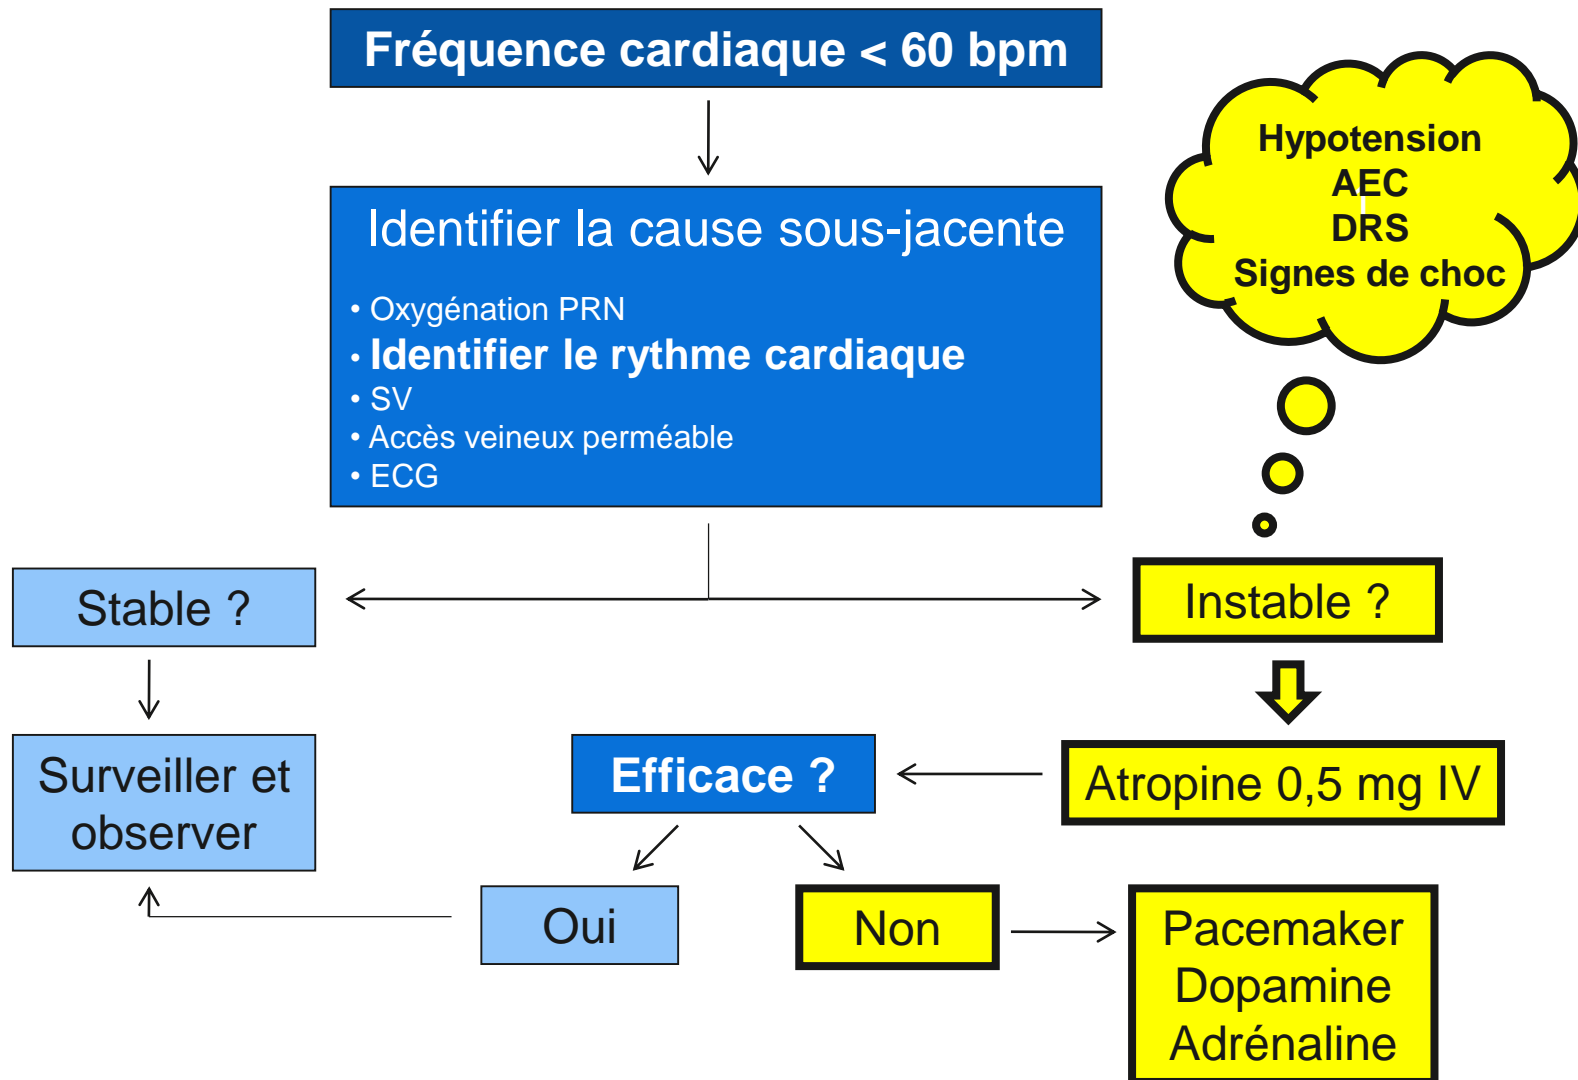 Fréquence cardiaque < 60 bpm
Hypotension
AEC
DRS
Signes de choc
Identifier la cause sous-jacente
• Oxygénation PRN
• Identifier le rythme cardiaque
• SV
• Accès veineux perméable
• ECG
Stable ?
Instable ?
Surveiller et
observer
Efficace ?
Atropine 0,5 mg IV
Oui
Non
Pacemaker
Dopamine
Adrénaline